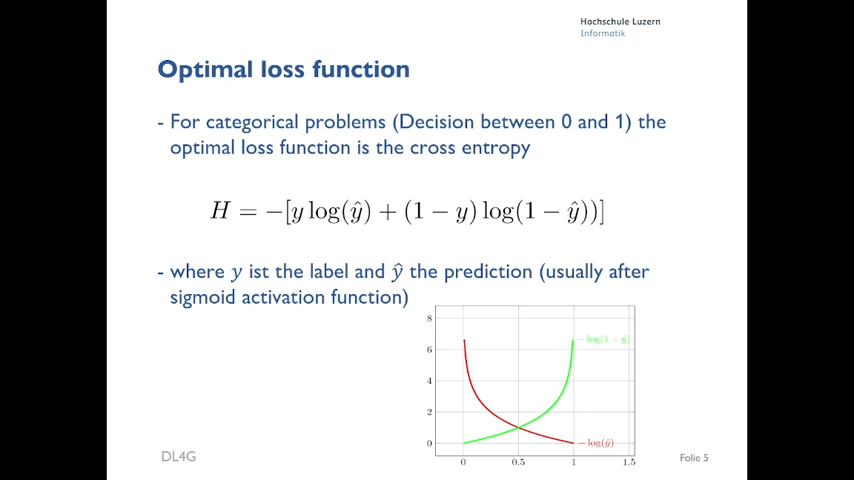 Hochschule Luzern
Informatik
Optimal loss function
- For categorical problems (Decision between 0 and 1) the
optimal loss function is the cross entropy
H = −[y log(ŷ) + (1 − y) log(1 − ŷ))]
- where y ist the label and ŷ the prediction (usually after
sigmoid activation function)
8
6
4
2
0
− log(1 − ŷ)
− log(ŷ)
0 0.5 1 1.5
DL4G
Folie 5